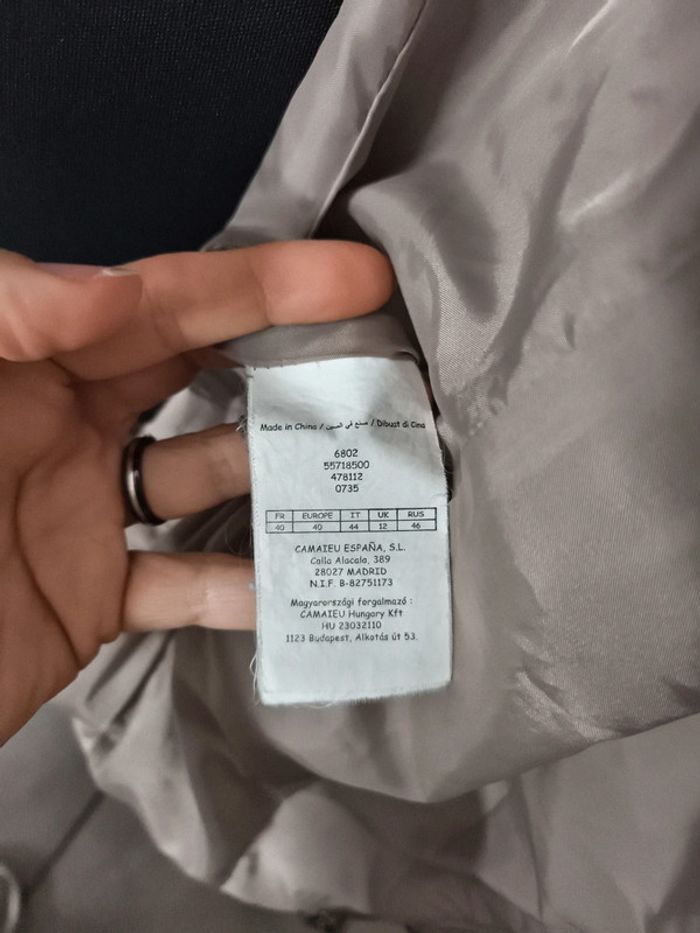 Made in China / صنع في الصين / Dibuat di Cina
6802
55718500
478112
0735
FR EUROPE IT UK RUS
40 40 44 12 46
CAMAIEU ESPAÑA, S.L.
Calla Alacala, 389
28027 MADRID
N.I.F. B-82751173
Magyarországi forgalmazó :
CAMAIEU Hungary Kft
HU 23032110
1123 Budapest, Alkotás út 53.